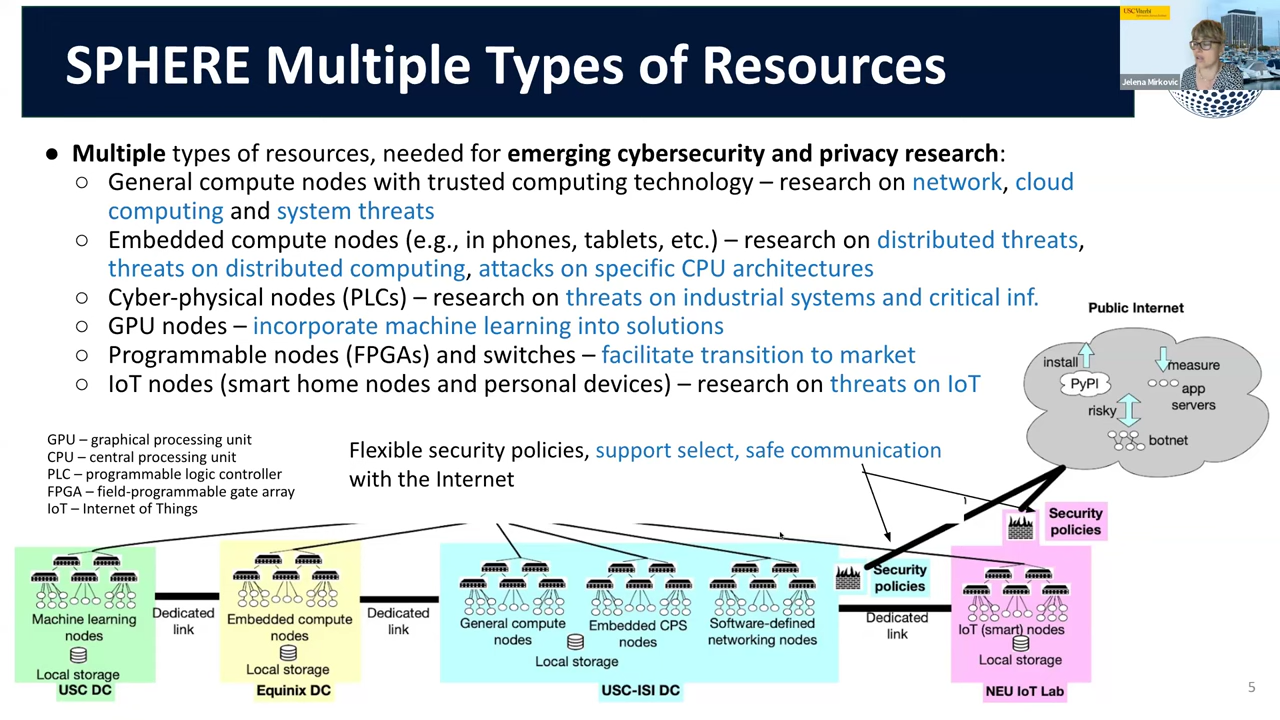 SPHERE Multiple Types of Resources
USC Viterbi
Jelena Mirkovic
● Multiple types of resources, needed for emerging cybersecurity and privacy research:
○ General compute nodes with trusted computing technology – research on network, cloud
computing and system threats
○ Embedded compute nodes (e.g., in phones, tablets, etc.) – research on distributed threats,
threats on distributed computing, attacks on specific CPU architectures
○ Cyber-physical nodes (PLCs) – research on threats on industrial systems and critical inf.
○ GPU nodes – incorporate machine learning into solutions
○ Programmable nodes (FPGAs) and switches – facilitate transition to market
○ IoT nodes (smart home nodes and personal devices) – research on threats on IoT
Public Internet
install
measure
PyPI
app
servers
risky
botnet
GPU – graphical processing unit
CPU – central processing unit
PLC – programmable logic controller
FPGA – field-programmable gate array
IoT – Internet of Things
Flexible security policies, support select, safe communication
with the Internet
Security
policies
Machine learning
nodes
Local storage
USC DC
Dedicated
link
Embedded compute
nodes
Local storage
Equinix DC
Dedicated
link
General compute
nodes
Embedded CPS
nodes
Software-defined
networking nodes
Local storage
USC-ISI DC
Security
policies
Dedicated
link
IoT (smart) nodes
Local storage
NEU IoT Lab
5